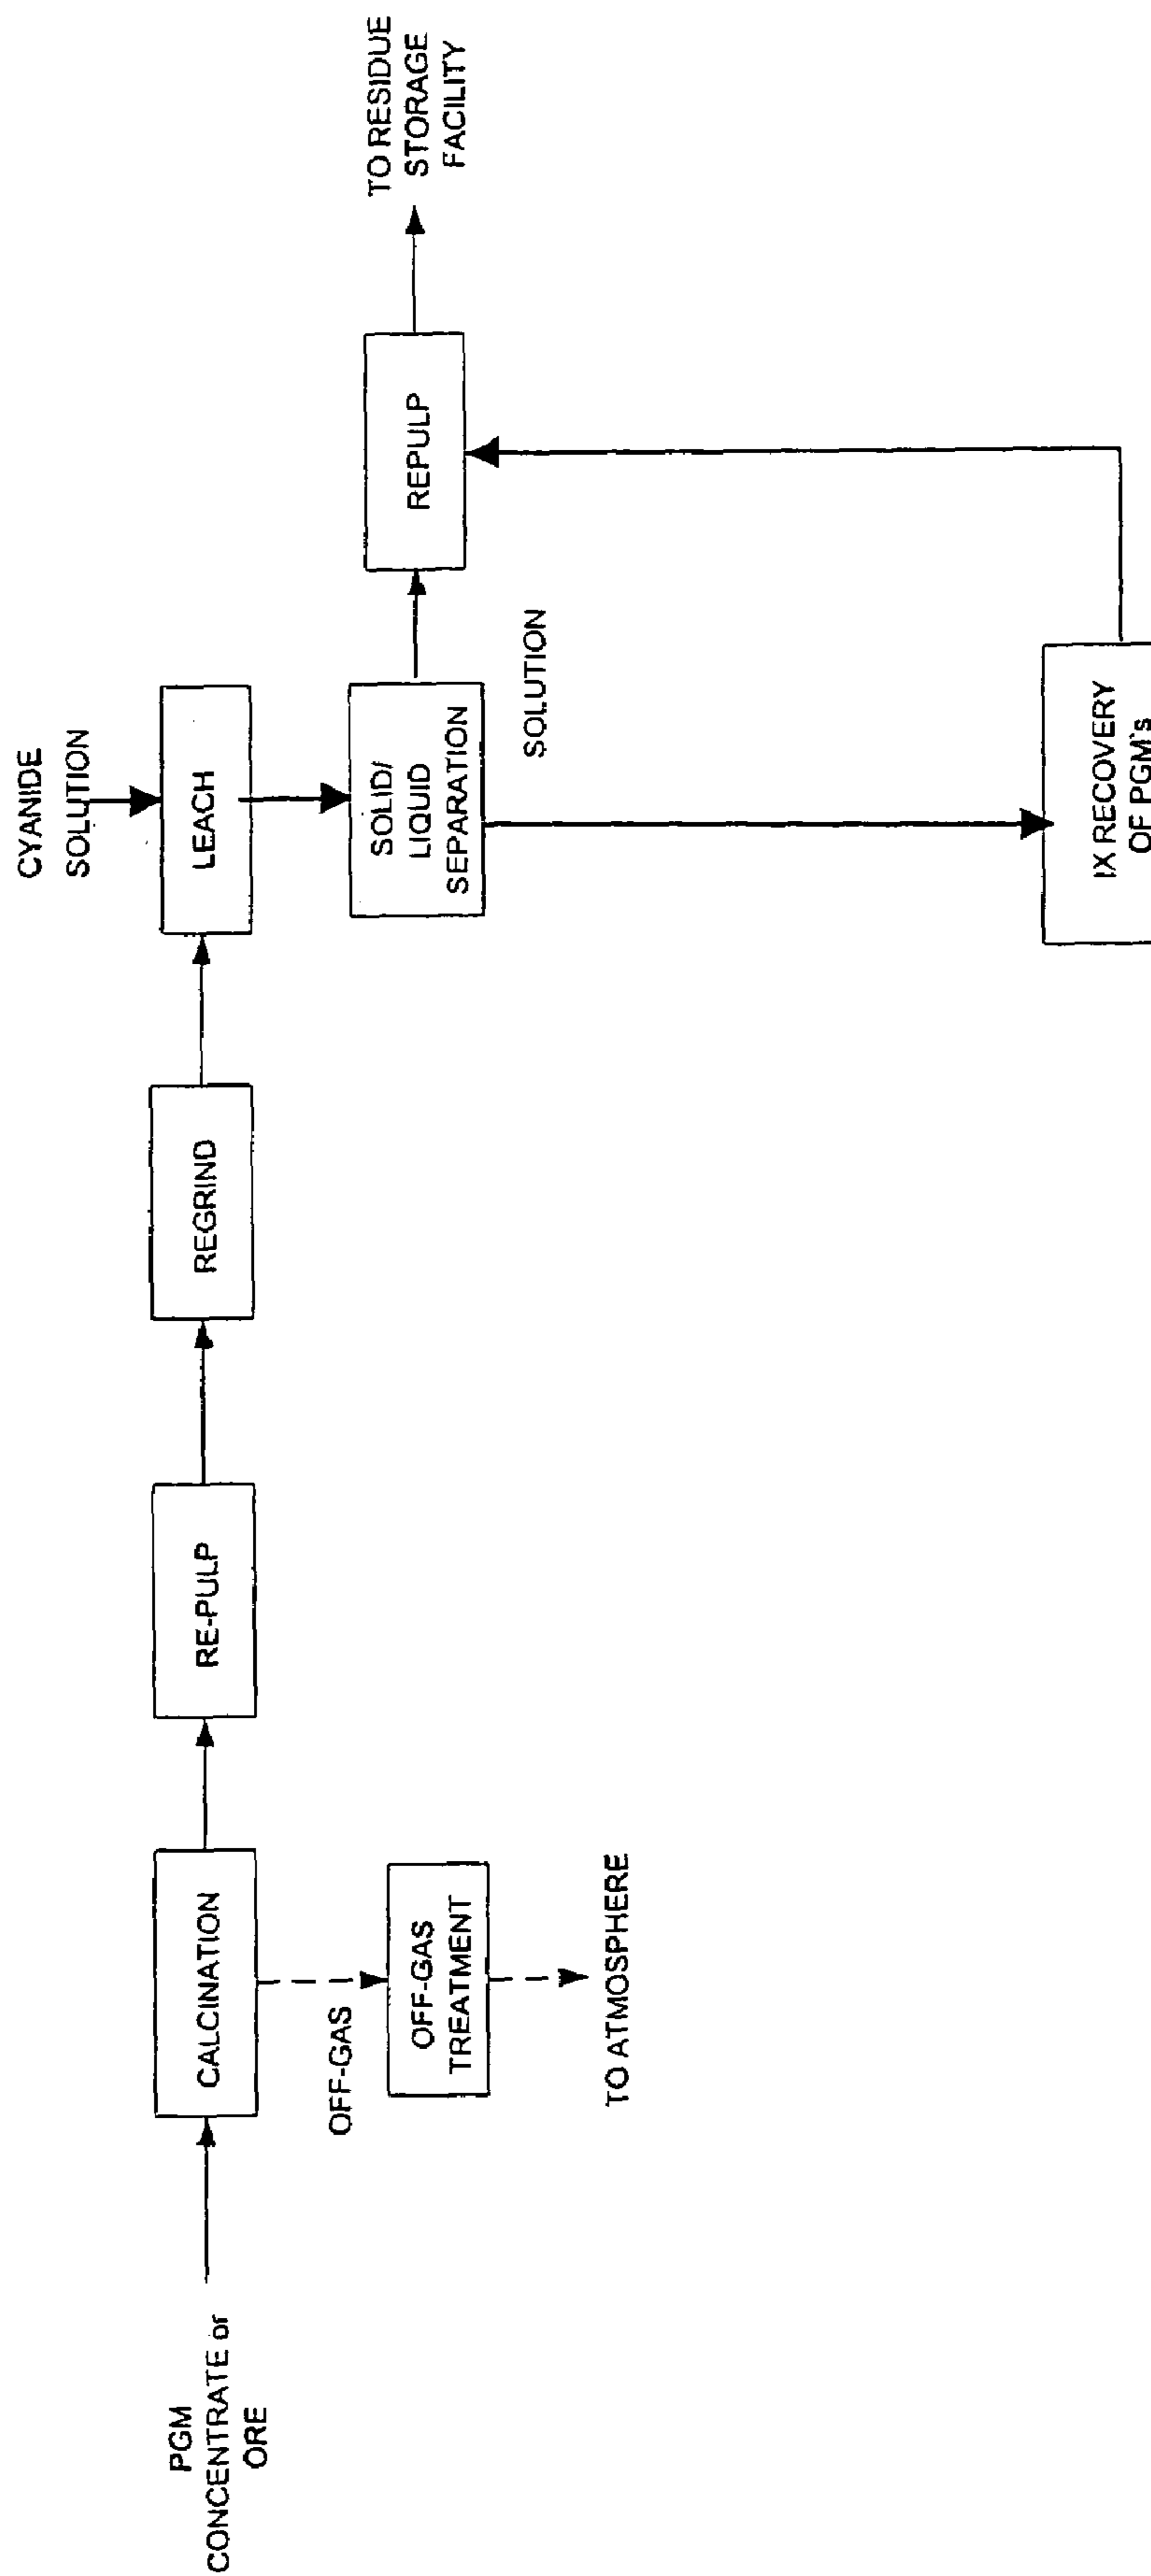 PGM
CONCENTRATE or
ORE
CALCINATION
OFF-GAS
OFF-GAS
TREATMENT
TO ATMOSPHERE
RE-PULP
REGRIND
CYANIDE
SOLUTION
LEACH
SOLID/
LIQUID
SEPARATION
SOLUTION
IX RECOVERY
OF PGM's
REPULP
TO RESIDUE
STORAGE
FACILITY